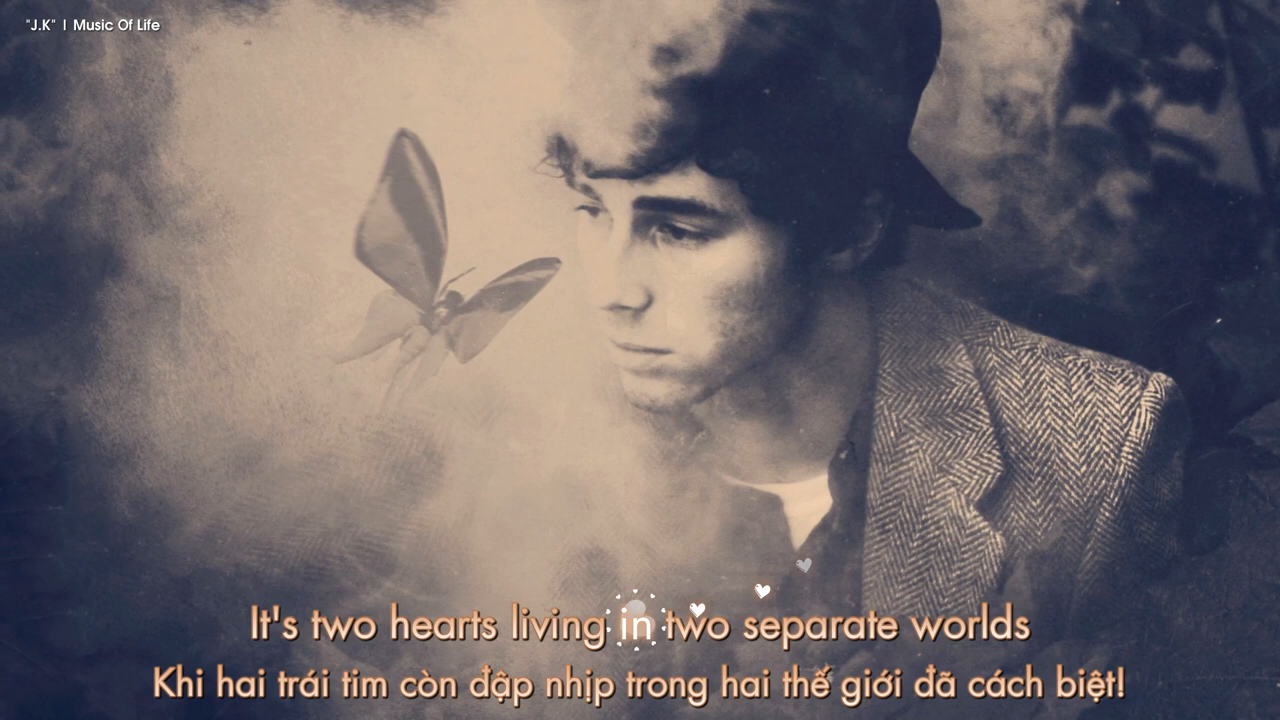 "J.K" | Music Of Life
It's two hearts living in two separate worlds
Khi hai trái tim còn đập nhịp trong hai thế giới đã cách biệt!